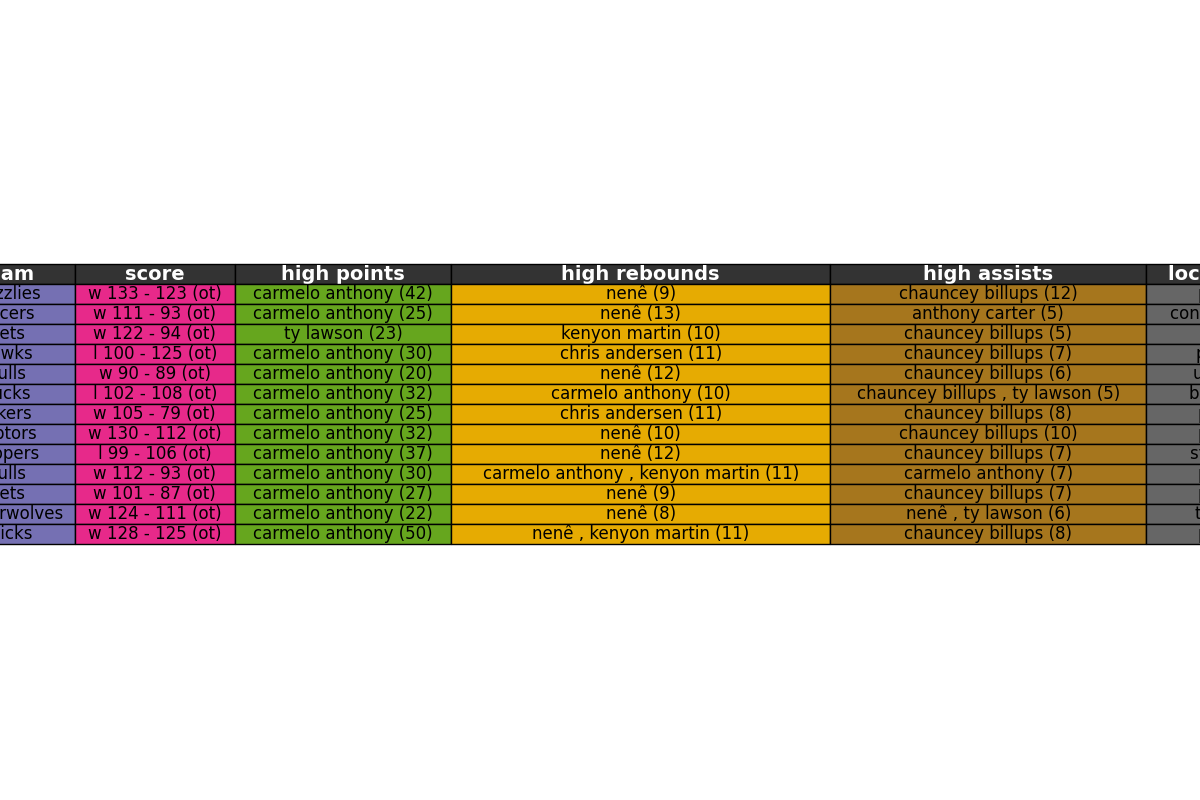 am score high points high rebounds high assists loc
zzlies w 133 - 123 (ot) carmelo anthony (42) nenê (9) chauncey billups (12)
cers w 111 - 93 (ot) carmelo anthony (25) nenê (13) anthony carter (5) con
ets w 122 - 94 (ot) ty lawson (23) kenyon martin (10) chauncey billups (5)
wks l 100 - 125 (ot) carmelo anthony (30) chris andersen (11) chauncey billups (7) p
ulls w 90 - 89 (ot) carmelo anthony (20) nenê (12) chauncey billups (6) u
ucks l 102 - 108 (ot) carmelo anthony (32) carmelo anthony (10) chauncey billups , ty lawson (5) b
kers w 105 - 79 (ot) carmelo anthony (25) chris andersen (11) chauncey billups (8)
ptors w 130 - 112 (ot) carmelo anthony (32) nenê (10) chauncey billups (10)
pers l 99 - 106 (ot) carmelo anthony (37) nenê (12) chauncey billups (7) s
ulls w 112 - 93 (ot) carmelo anthony (30) carmelo anthony , kenyon martin (11) carmelo anthony (7)
ets w 101 - 87 (ot) carmelo anthony (27) nenê (9) chauncey billups (7)
rwolves w 124 - 111 (ot) carmelo anthony (22) nenê (8) nenê , ty lawson (6) t
icks w 128 - 125 (ot) carmelo anthony (50) nenê , kenyon martin (11) chauncey billups (8)